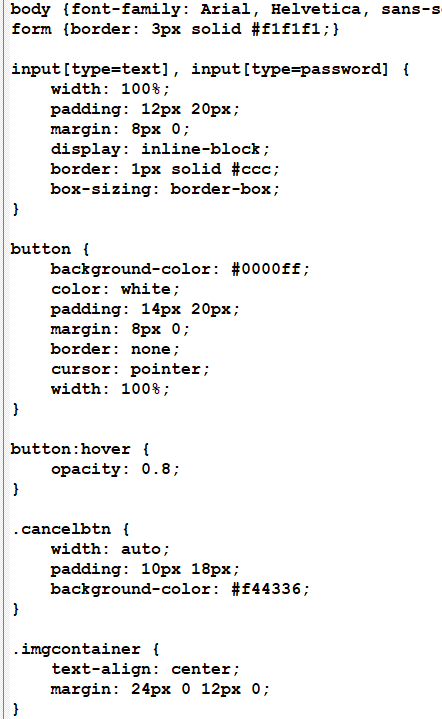 body {font-family: Arial, Helvetica,
form {border: 3px solid #f1f1f1;}
input[type=text], input[type=password] {
width: 100%;
padding: 12px 20px;
margin: 8px 0;
display: inline-block;
border: 1px solid #ccc;
box-sizing: border-box;
}
button {
background-color: #0000ff;
color: white;
padding: 14px 20px;
margin: 8px 0;
border: none;
cursor: pointer;
width: 100%;
}
button:hover {
opacity: 0.8;
}
.cancelbtn {
width: auto;
padding: 10px 18px;
background-color: #f44336;
}
.imgcontainer {
text-align: center;
margin: 24px 0 12px 0;
}